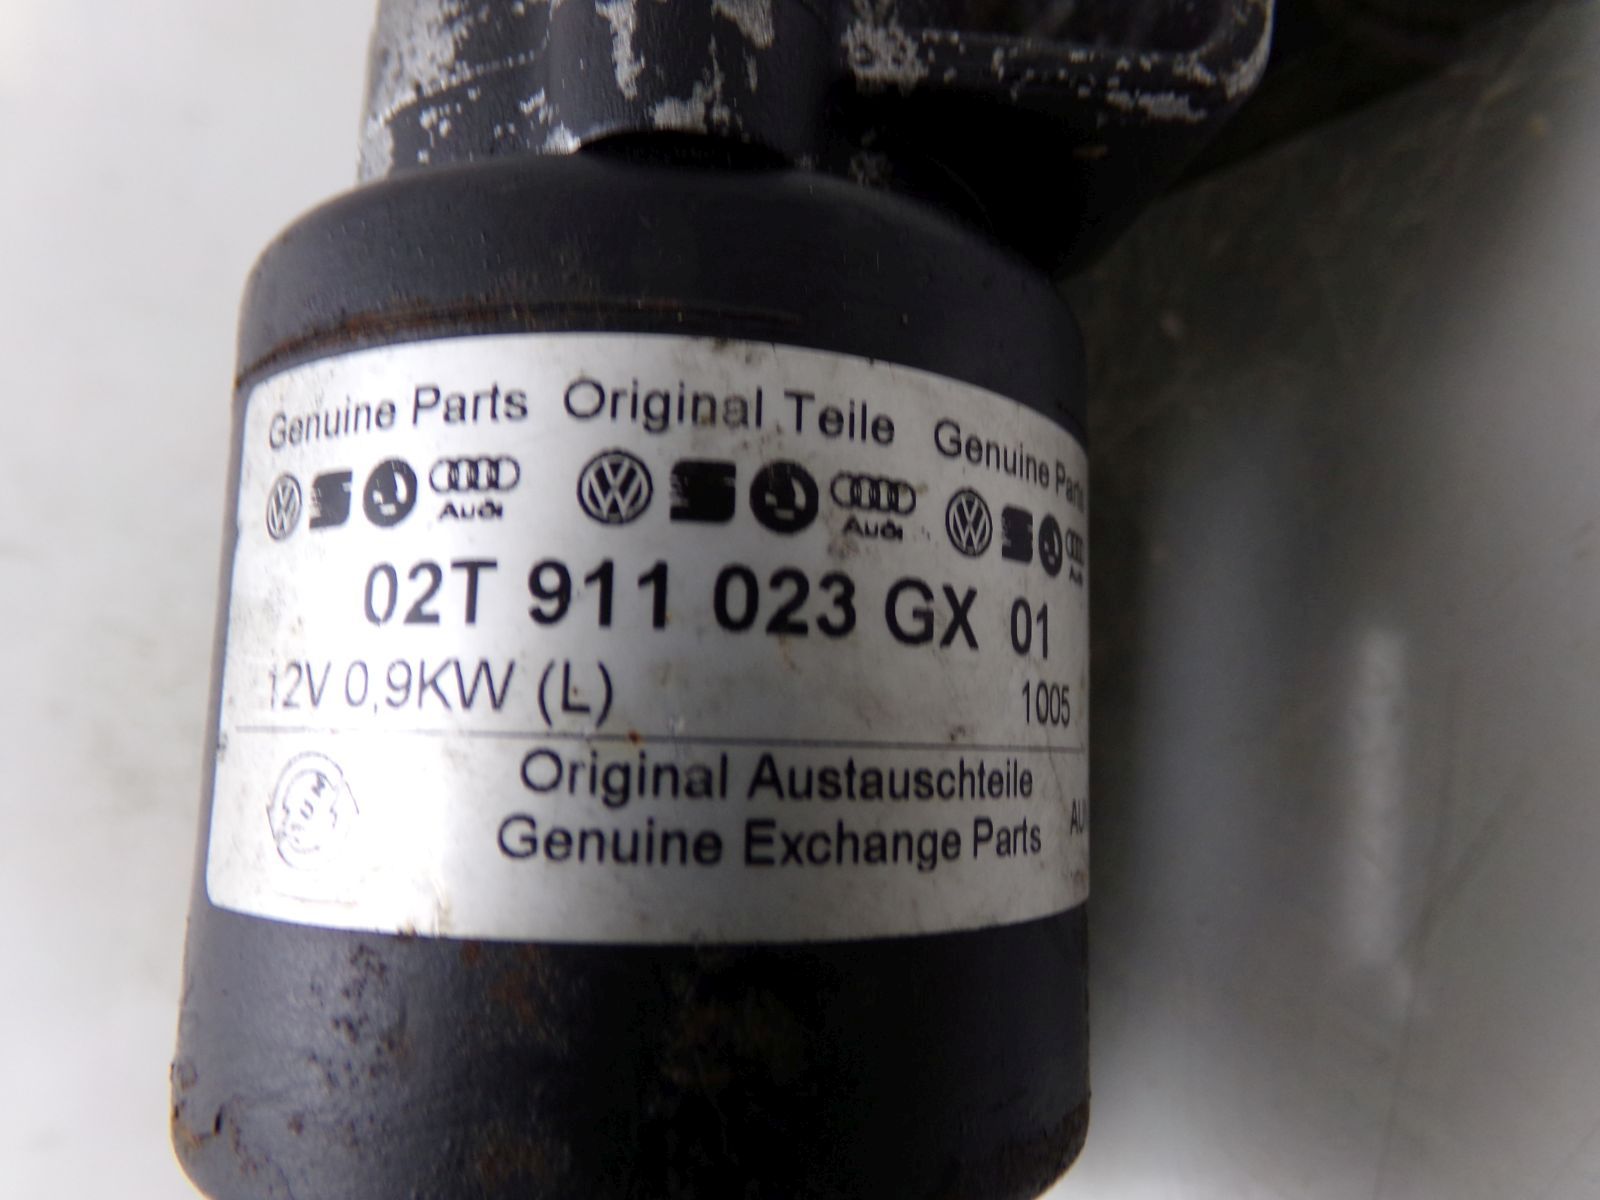 Genuine Parts Original Teile Genuine Parts
Audi Audi Audi
02T 911 023 GX 01
12V 0,9KW (L) 1005
Original Austauschteile
Genuine Exchange Parts